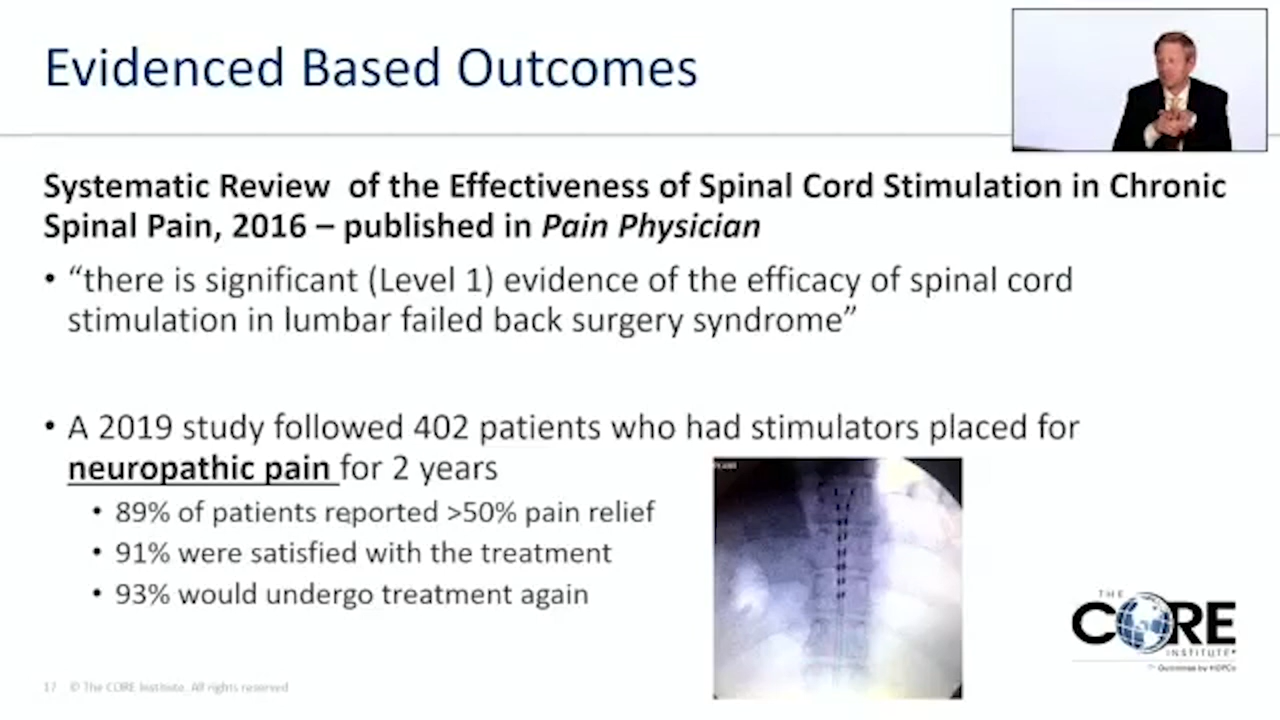 Evidenced Based Outcomes
Systematic Review of the Effectiveness of Spinal Cord Stimulation in Chronic
Spinal Pain, 2016 – published in Pain Physician
• “there is significant (Level 1) evidence of the efficacy of spinal cord
stimulation in lumbar failed back surgery syndrome”
• A 2019 study followed 402 patients who had stimulators placed for
neuropathic pain for 2 years
• 89% of patients reported >50% pain relief
• 91% were satisfied with the treatment
• 93% would undergo treatment again
THE
CORE
INSTITUTE
Outcomes by HOPCo
17 © The CORE Institute. All rights reserved